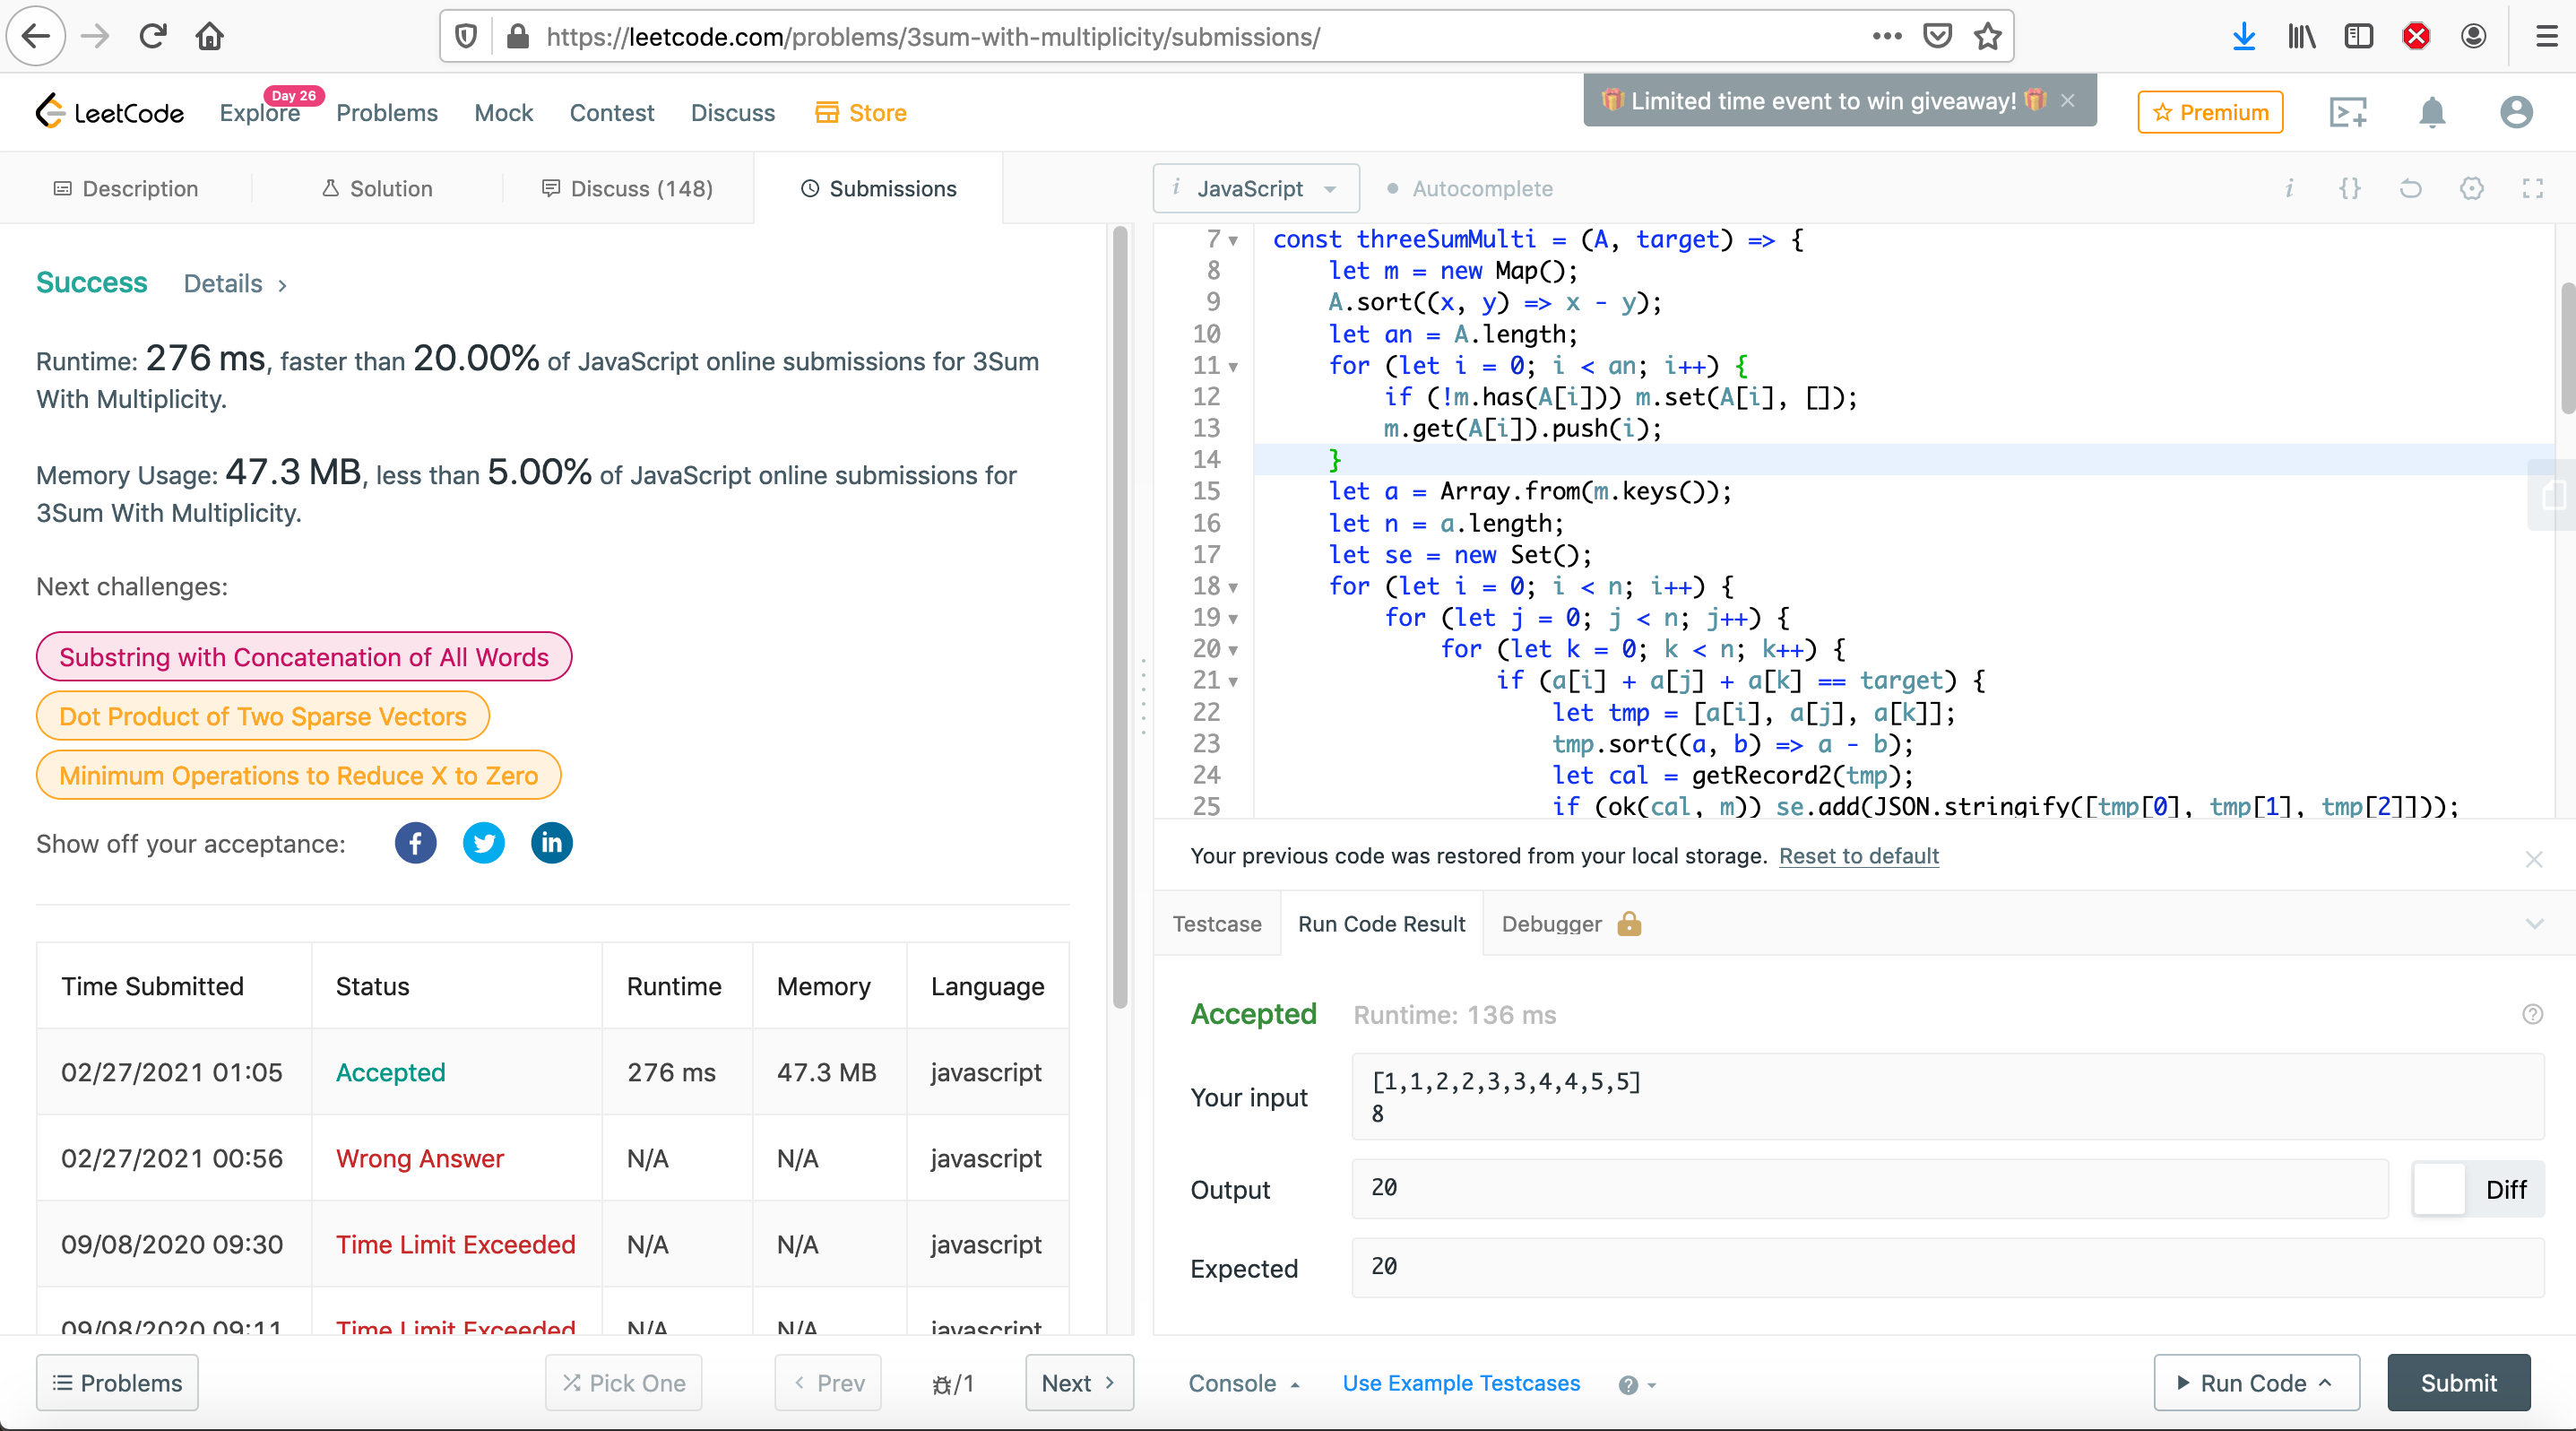 https://leetcode.com/problems/3sum-with-multiplicity/submissions/
LeetCode
Explore
Day 26
Problems
Mock
Contest
Discuss
Store
Limited time event to win giveaway!
Premium
Description
Solution
Discuss (148)
Submissions
i JavaScript
Autocomplete
Success
Details
Runtime: 276 ms, faster than 20.00% of JavaScript online submissions for 3Sum
With Multiplicity.
Memory Usage: 47.3 MB, less than 5.00% of JavaScript online submissions for
3Sum With Multiplicity.
Next challenges:
Substring with Concatenation of All Words
Dot Product of Two Sparse Vectors
Minimum Operations to Reduce X to Zero
Show off your acceptance:
Time Submitted Status Runtime Memory Language
02/27/2021 01:05 Accepted 276 ms 47.3 MB javascript
02/27/2021 00:56 Wrong Answer N/A N/A javascript
09/08/2020 09:30 Time Limit Exceeded N/A N/A javascript
09/08/2020 09:11 Time Limit Exceeded N/A N/A javascript
Problems
Pick One
Prev
/1
Next
7 const threeSumMulti = (A, target) => {
8 let m = new Map();
9 A.sort((x, y) => x - y);
10 let an = A.length;
11 for (let i = 0; i < an; i++) {
12 if (!m.has(A[i])) m.set(A[i], []);
13 m.get(A[i]).push(i);
14 }
15 let a = Array.from(m.keys());
16 let n = a.length;
17 let se = new Set();
18 for (let i = 0; i < n; i++) {
19 for (let j = 0; j < n; j++) {
20 for (let k = 0; k < n; k++) {
21 if (a[i] + a[j] + a[k] == target) {
22 let tmp = [a[i], a[j], a[k]];
23 tmp.sort((a, b) => a - b);
24 let cal = getRecord2(tmp);
25 if (ok(cal, m)) se.add(JSON.stringify([tmp[0], tmp[1], tmp[2]]));
Your previous code was restored from your local storage. Reset to default
Testcase
Run Code Result
Debugger
Accepted
Runtime: 136 ms
Your input
[1,1,2,2,3,3,4,4,5,5]
8
Output
20
Diff
Expected
20
Console
Use Example Testcases
Run Code
Submit